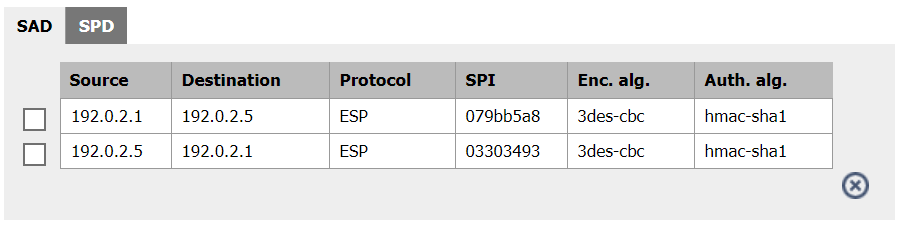 SAD SPD
Source Destination Protocol SPI Enc. alg. Auth. alg.
192.0.2.1 192.0.2.5 ESP 079bb5a8 3des-cbc hmac-sha1
192.0.2.5 192.0.2.1 ESP 03303493 3des-cbc hmac-sha1